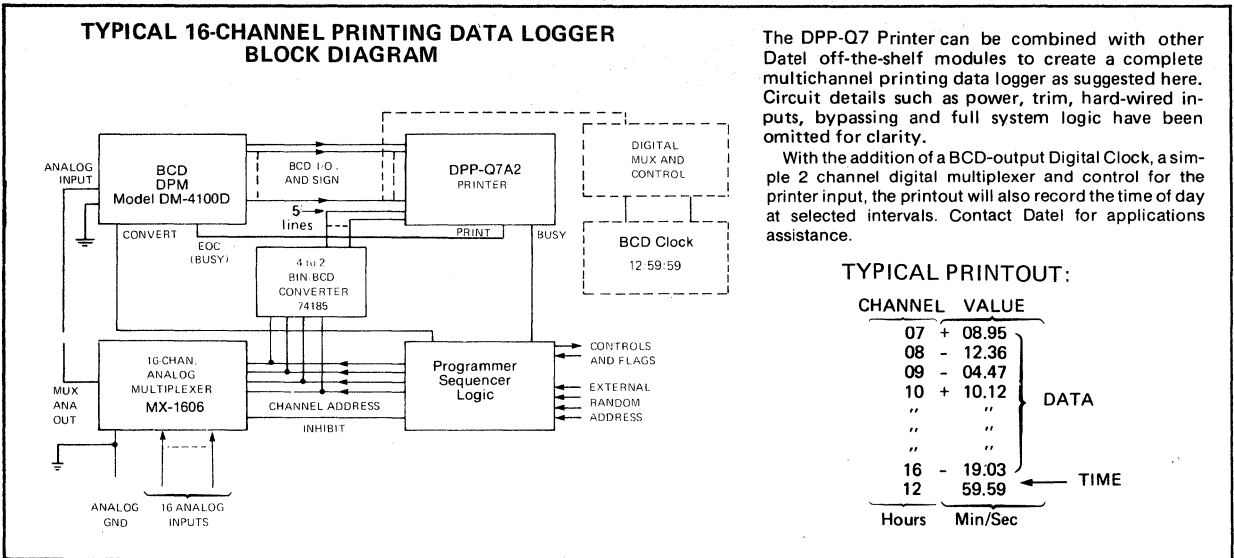 TYPICAL 16-CHANNEL PRINTING DATA LOGGER
BLOCK DIAGRAM
ANALOG
INPUT
BCD
DPM
Model DM-4100D
BCD I/O.
AND SIGN
5
lines
DPP-Q7A2
PRINTER
DIGITAL
MUX AND
CONTROL
BCD Clock
12:59:59
CONVERT
EOC
(BUSY)
PRINT
BUSY
4 to 2
BIN-BCD
CONVERTER
74185
16-CHAN.
ANALOG
MULTIPLEXER
MX-1606
MUX
ANA
OUT
CHANNEL ADDRESS
INHIBIT
Programmer
Sequencer
Logic
CONTROLS
AND FLAGS
EXTERNAL
RANDOM
ADDRESS
ANALOG
GND
16 ANALOG
INPUTS
The DPP-Q7 Printer can be combined with other
Datel off-the-shelf modules to create a complete
multichannel printing data logger as suggested here.
Circuit details such as power, trim, hard-wired in-
puts, bypassing and full system logic have been
omitted for clarity.
With the addition of a BCD-output Digital Clock, a sim-
ple 2 channel digital multiplexer and control for the
printer input, the printout will also record the time of day
at selected intervals. Contact Datel for applications
assistance.
TYPICAL PRINTOUT:
CHANNEL VALUE
07 + 08.95
08 - 12.36
09 - 04.47
10 + 10.12
" "
" "
" "
16 - 19:03
12 59.59
DATA
TIME
Hours Min/Sec